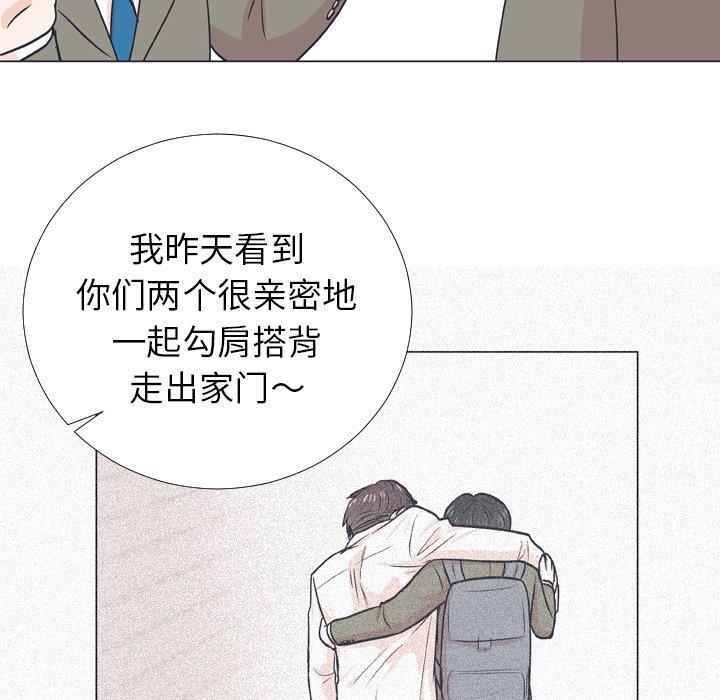 我昨天看到
你们两个很亲密地
一起勾肩搭背
走出家门～